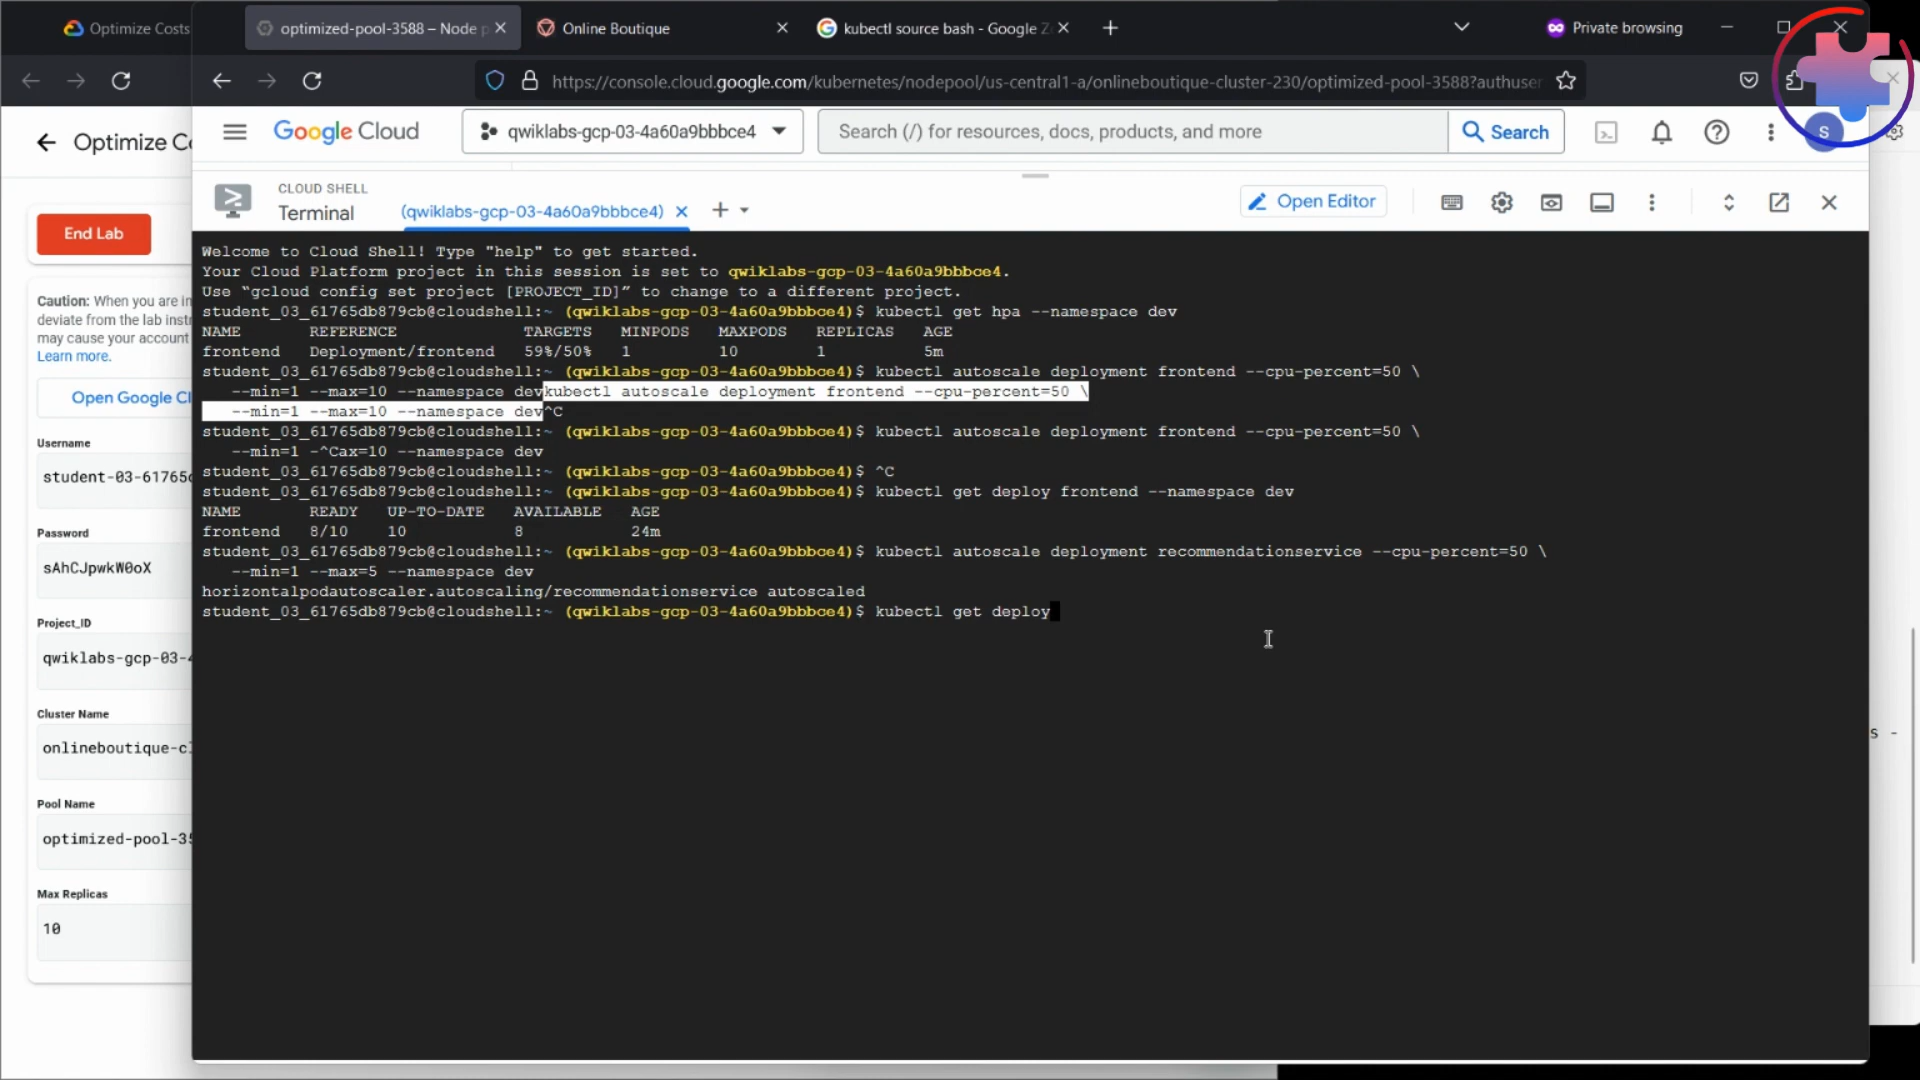 Optimize Costs
optimized-pool-3588 – Node p
Online Boutique
kubectl source bash - Google Z
Private browsing
https://console.cloud.google.com/kubernetes/nodepool/us-central1-a/onlineboutique-cluster-230/optimized-pool-3588?authuser
Optimize Co
Google Cloud
qwiklabs-gcp-03-4a60a9bbbce4
Search (/) for resources, docs, products, and more
Search
S
CLOUD SHELL
Terminal
(qwiklabs-gcp-03-4a60a9bbbce4)
Open Editor
End Lab
Caution: When you are in
deviate from the lab instr
may cause your account
Learn more.
Open Google Cl
Username
student-03-61765c
Password
sAhCJpwkW0oX
Project_ID
qwiklabs-gcp-03-4
Cluster Name
onlineboutique-cl
Pool Name
optimized-pool-35
Max Replicas
10
Welcome to Cloud Shell! Type "help" to get started.
Your Cloud Platform project in this session is set to qwiklabs-gcp-03-4a60a9bbbce4.
Use “gcloud config set project [PROJECT_ID]” to change to a different project.
student_03_61765db879cb@cloudshell:~ (qwiklabs-gcp-03-4a60a9bbbce4)$ kubectl get hpa --namespace dev
NAME REFERENCE TARGETS MINPODS MAXPODS REPLICAS AGE
frontend Deployment/frontend 59%/50% 1 10 1 5m
student_03_61765db879cb@cloudshell:~ (qwiklabs-gcp-03-4a60a9bbbce4)$ kubectl autoscale deployment frontend --cpu-percent=50 \
--min=1 --max=10 --namespace devkubectl autoscale deployment frontend --cpu-percent=50 \
--min=1 --max=10 --namespace dev^C
student_03_61765db879cb@cloudshell:~ (qwiklabs-gcp-03-4a60a9bbbce4)$ kubectl autoscale deployment frontend --cpu-percent=50 \
--min=1 -^Cax=10 --namespace dev
student_03_61765db879cb@cloudshell:~ (qwiklabs-gcp-03-4a60a9bbbce4)$ ^C
student_03_61765db879cb@cloudshell:~ (qwiklabs-gcp-03-4a60a9bbbce4)$ kubectl get deploy frontend --namespace dev
NAME READY UP-TO-DATE AVAILABLE AGE
frontend 8/10 10 8 24m
student_03_61765db879cb@cloudshell:~ (qwiklabs-gcp-03-4a60a9bbbce4)$ kubectl autoscale deployment recommendationservice --cpu-percent=50 \
--min=1 --max=5 --namespace dev
horizontalpodautoscaler.autoscaling/recommendationservice autoscaled
student_03_61765db879cb@cloudshell:~ (qwiklabs-gcp-03-4a60a9bbbce4)$ kubectl get deploy
s -